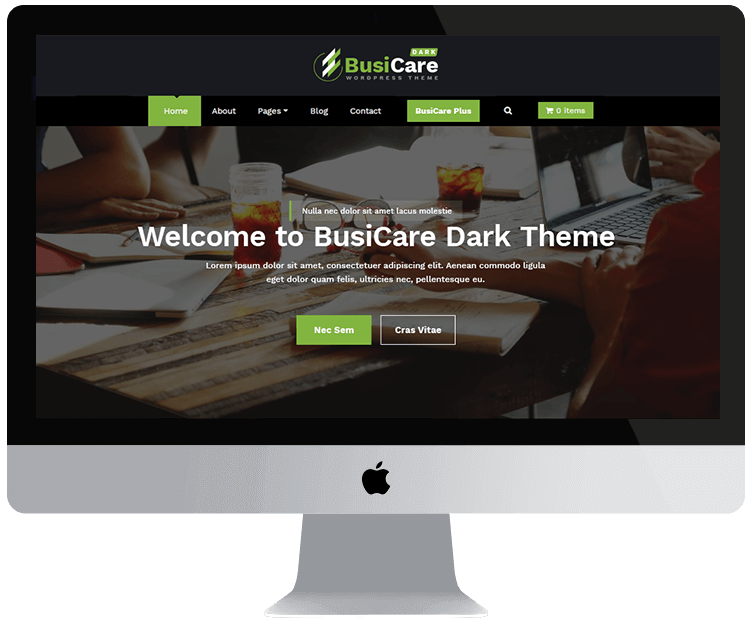 DARK
BusiCare
WORDPRESS THEME
Home About Pages Blog Contact BusiCare Plus 0 Items
Nulla nec dolor sit amet lacus molestie
Welcome to BusiCare Dark Theme
Lorem ipsum dolor sit amet, consectetuer adipiscing elit. Aenean commodo ligula
eget dolor quam felis, ultricies nec, pellentesque eu.
Nec Sem Cras Vitae